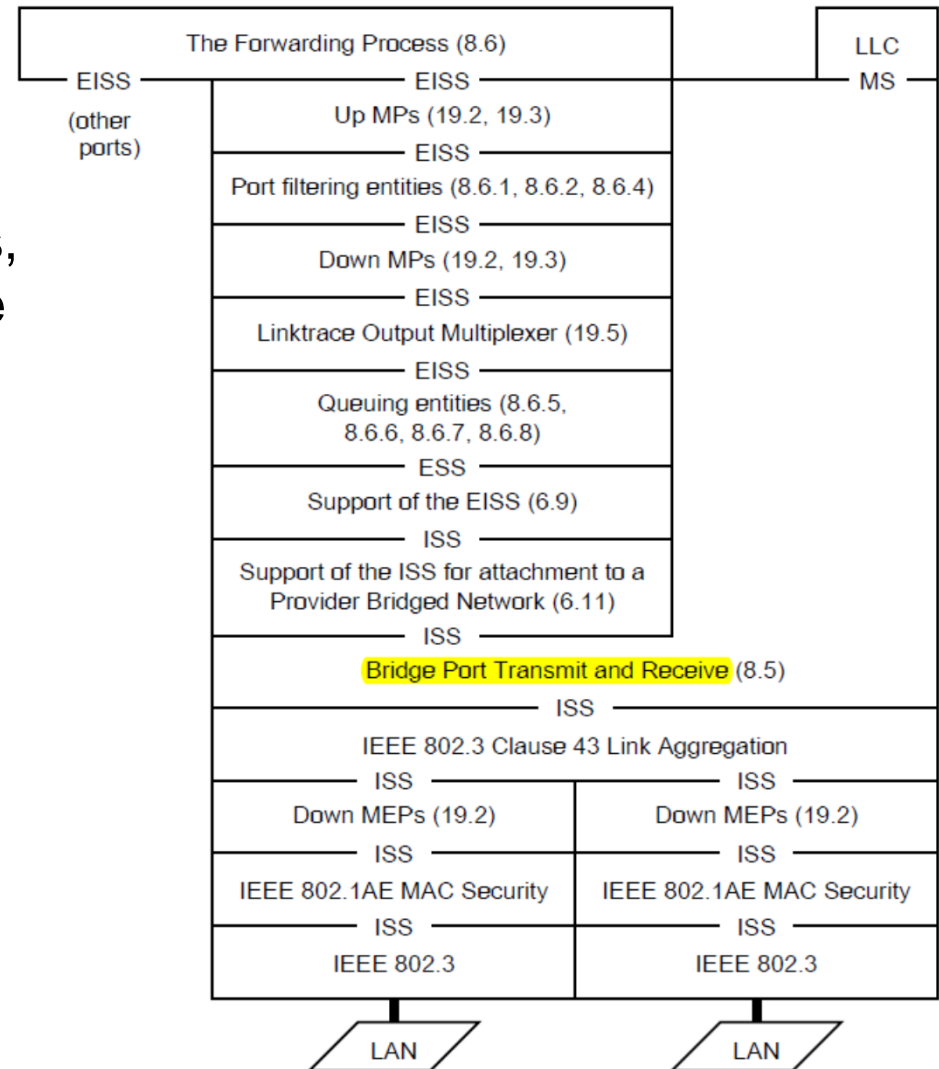 The Forwarding Process (8.6)
LLC
EISS
EISS
MS
(other
ports)
Up MPs (19.2, 19.3)
EISS
Port filtering entities (8.6.1, 8.6.2, 8.6.4)
EISS
s,
Down MPs (19.2, 19.3)
e
EISS
Linktrace Output Multiplexer (19.5)
EISS
Queuing entities (8.6.5,
8.6.6, 8.6.7, 8.6.8)
ESS
Support of the EISS (6.9)
ISS
Support of the ISS for attachment to a
Provider Bridged Network (6.11)
ISS
Bridge Port Transmit and Receive (8.5)
ISS
IEEE 802.3 Clause 43 Link Aggregation
ISS
ISS
Down MEPs (19.2)
Down MEPs (19.2)
ISS
ISS
IEEE 802.1AE MAC Security
IEEE 802.1AE MAC Security
ISS
ISS
IEEE 802.3
IEEE 802.3
LAN
LAN